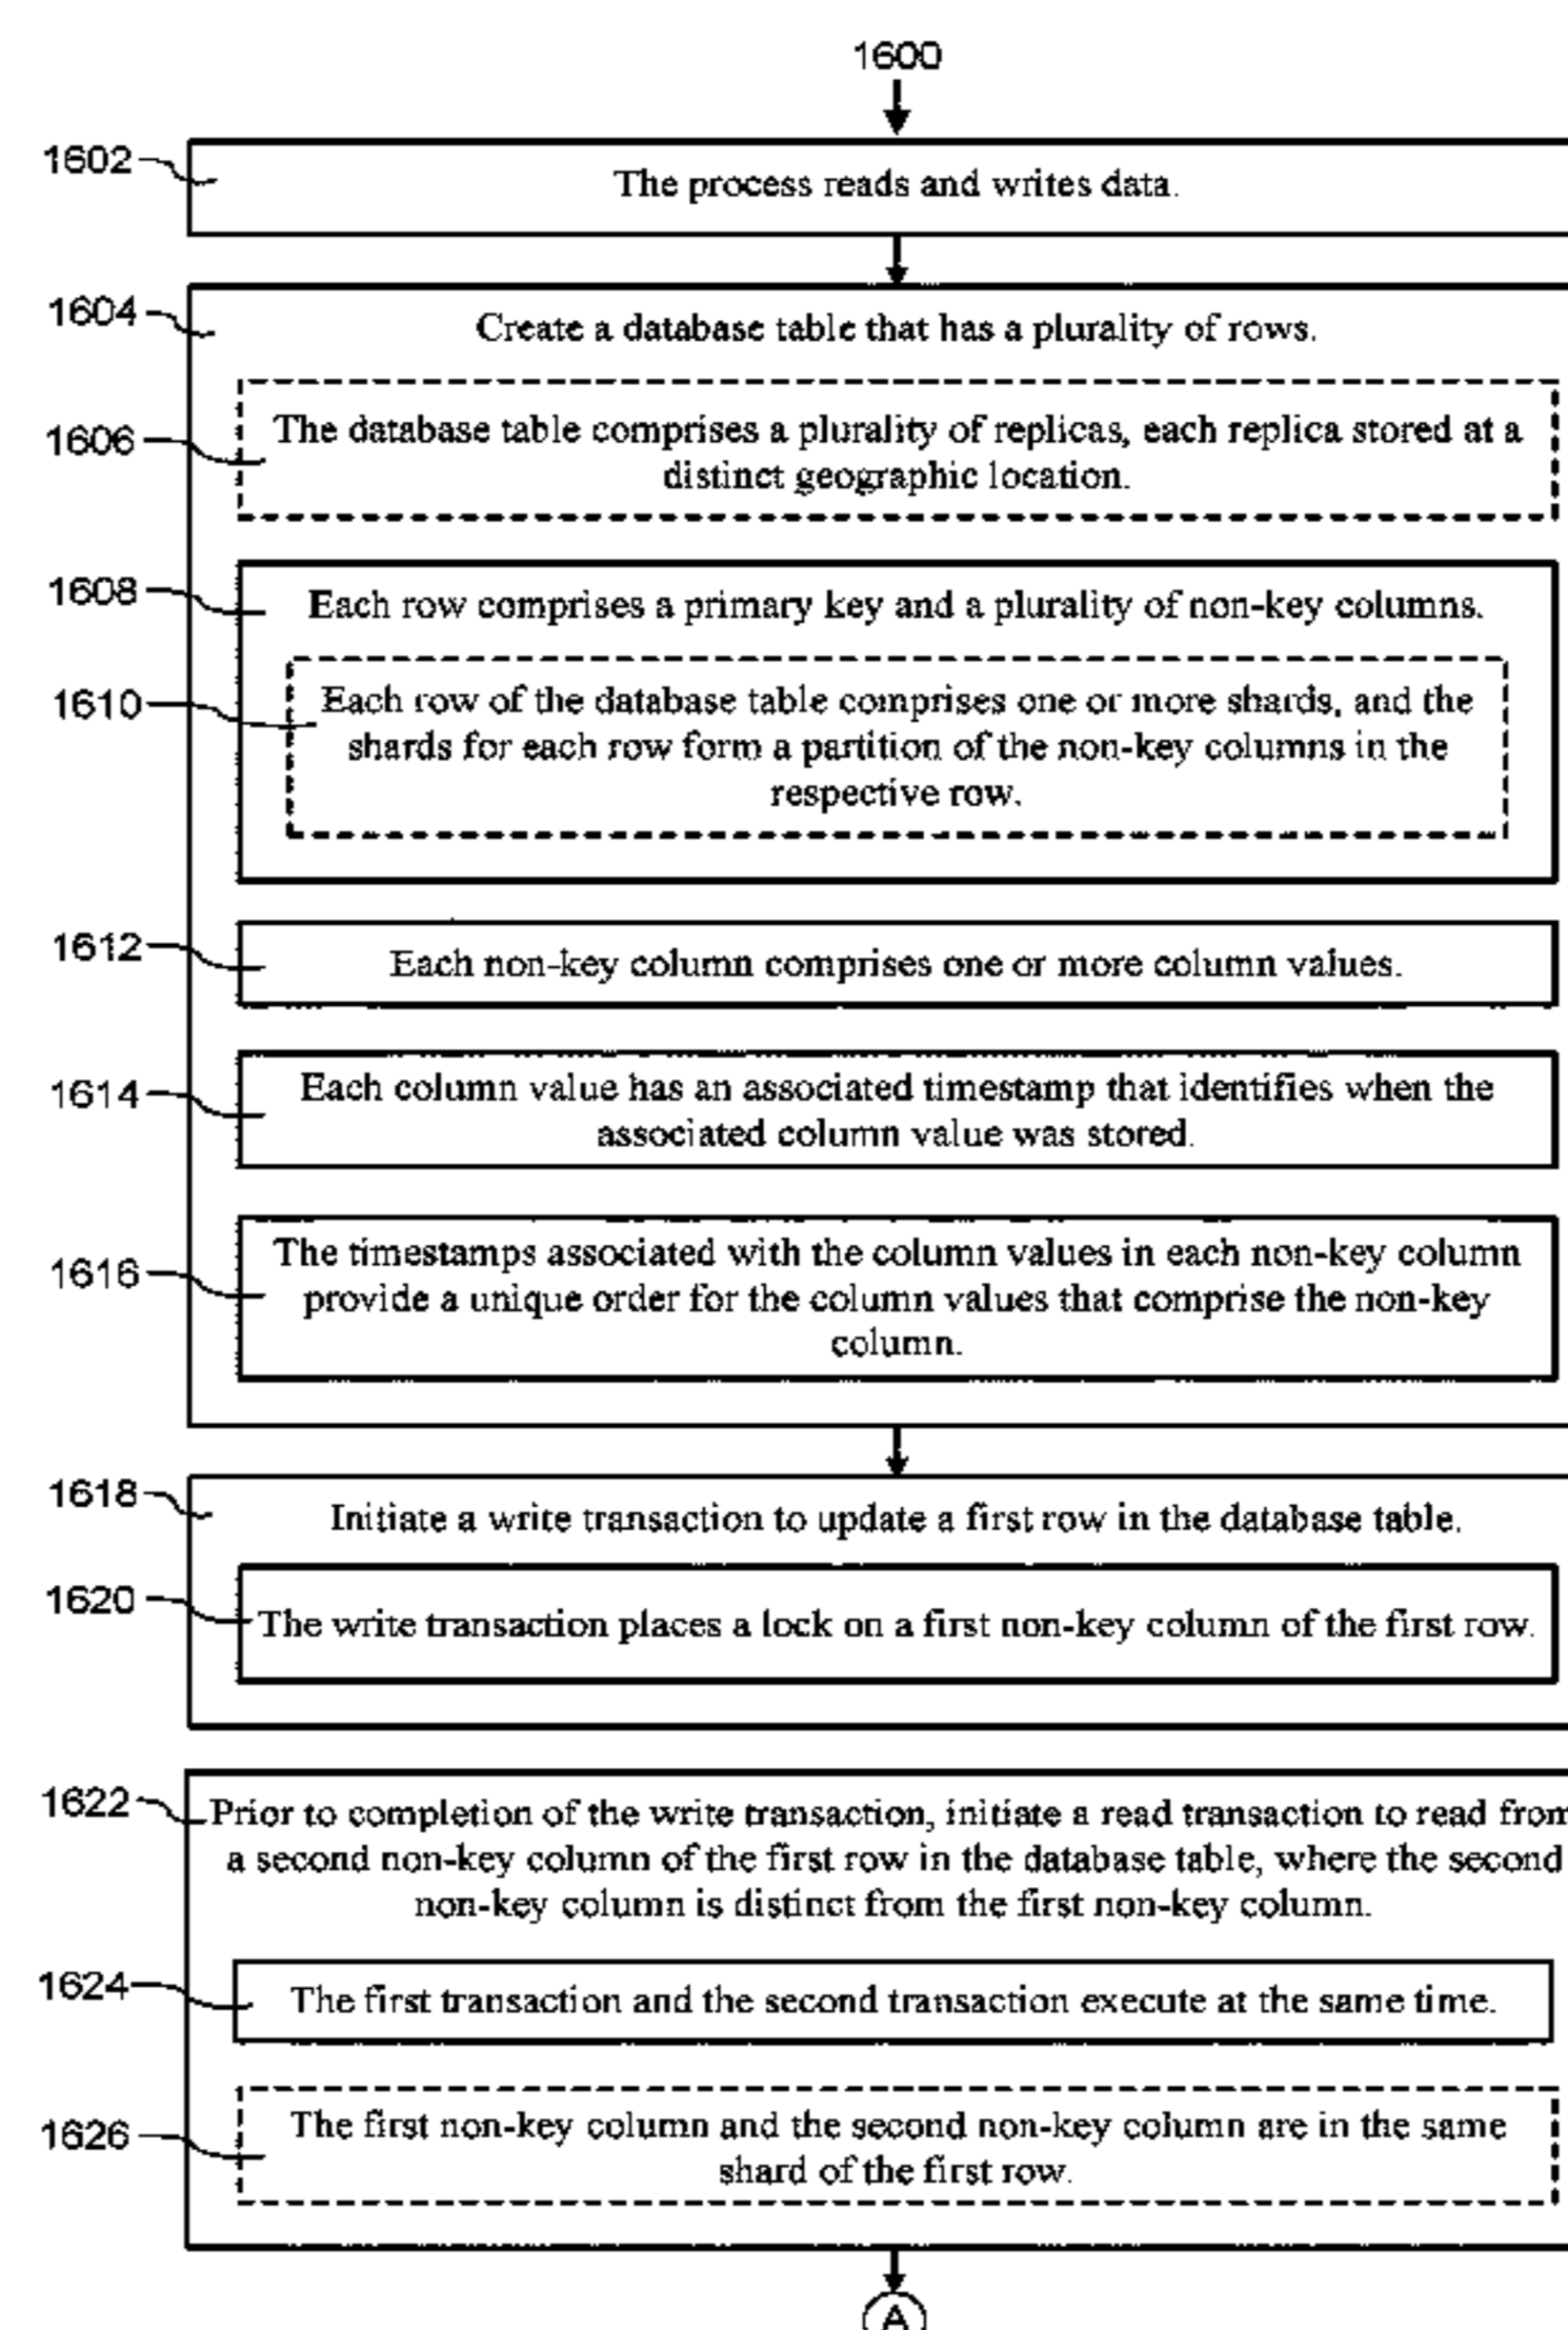 1600
1602
The process reads and writes data.
1604
Create a database table that has a plurality of rows.
1606
The database table comprises a plurality of replicas, each replica stored at a
distinct geographic location.
1608
Each row comprises a primary key and a plurality of non-key columns.
1610
Each row of the database table comprises one or more shards, and the
shards for each row form a partition of the non-key columns in the
respective row.
1612
Each non-key column comprises one or more column values.
1614
Each column value has an associated timestamp that identifies when the
associated column value was stored.
1616
The timestamps associated with the column values in each non-key column
provide a unique order for the column values that comprise the non-key
column.
1618
Initiate a write transaction to update a first row in the database table.
1620
The write transaction places a lock on a first non-key column of the first row.
1622
Prior to completion of the write transaction, initiate a read transaction to read from
a second non-key column of the first row in the database table, where the second
non-key column is distinct from the first non-key column.
1624
The first transaction and the second transaction execute at the same time.
1626
The first non-key column and the second non-key column are in the same
shard of the first row.
A